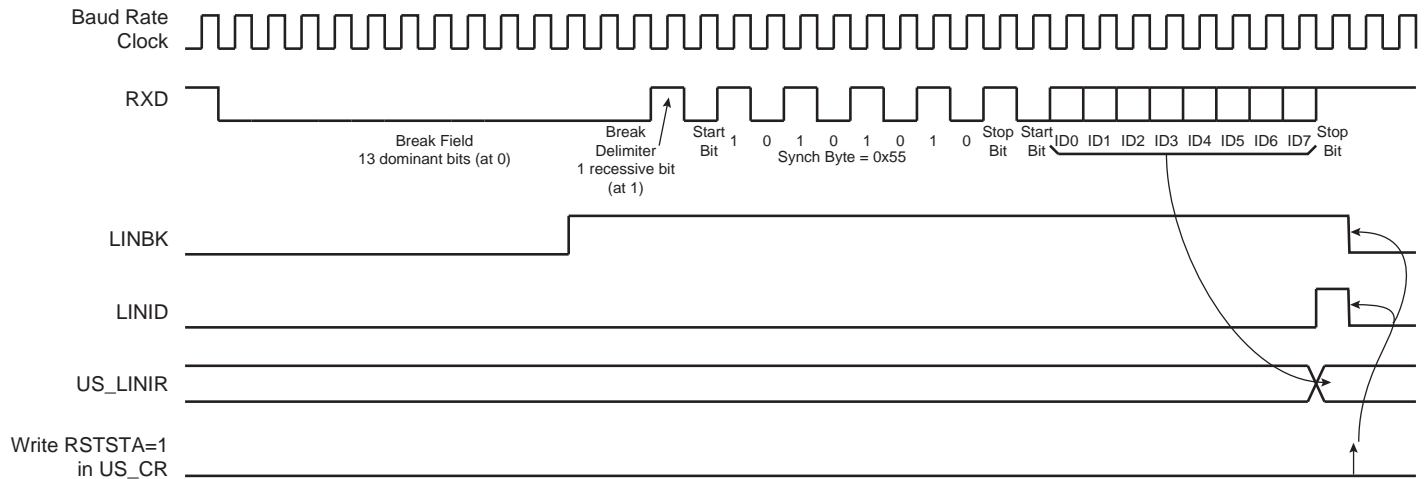 Baud Rate
Clock
RXD
Break Field
13 dominant bits (at 0)
Break
Delimiter
1 recessive bit
(at 1)
Start
Bit
1 0 1 0 1 0 1 0
Synch Byte = 0x55
Stop
Bit
Start
Bit
ID0 ID1 ID2 ID3 ID4 ID5 ID6 ID7
Stop
Bit
LINBK
LINID
US_LINIR
Write RSTSTA=1
in US_CR